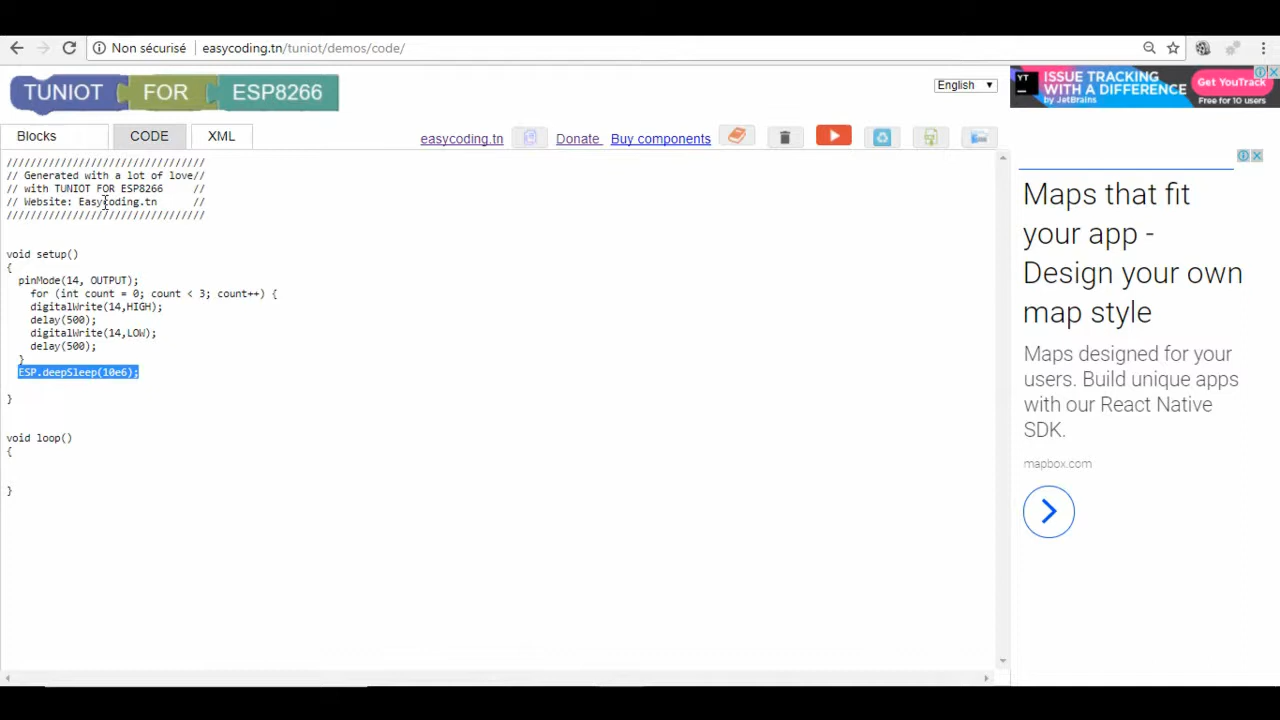 Non sécurisé
easycoding.tn/tuniot/demos/code/
TUNIOT FOR ESP8266
English
YT
ISSUE TRACKING
WITH A DIFFERENCE
by JetBrains
Get YouTrack
Free for 10 users
Blocks
CODE
XML
easycoding.tn
Donate
Buy components
//////////////////////////////////
// Generated with a lot of love//
// with TUNIOT FOR ESP8266     //
// Website: Easycoding.tn      //
//////////////////////////////////
void setup()
{
pinMode(14, OUTPUT);
for (int count = 0; count < 3; count++) {
digitalWrite(14,HIGH);
delay(500);
digitalWrite(14,LOW);
delay(500);
}
ESP.deepSleep(10e6);
}
void loop()
{
}
Maps that fit
your app -
Design your own
map style
Maps designed for your
users. Build unique apps
with our React Native
SDK.
mapbox.com